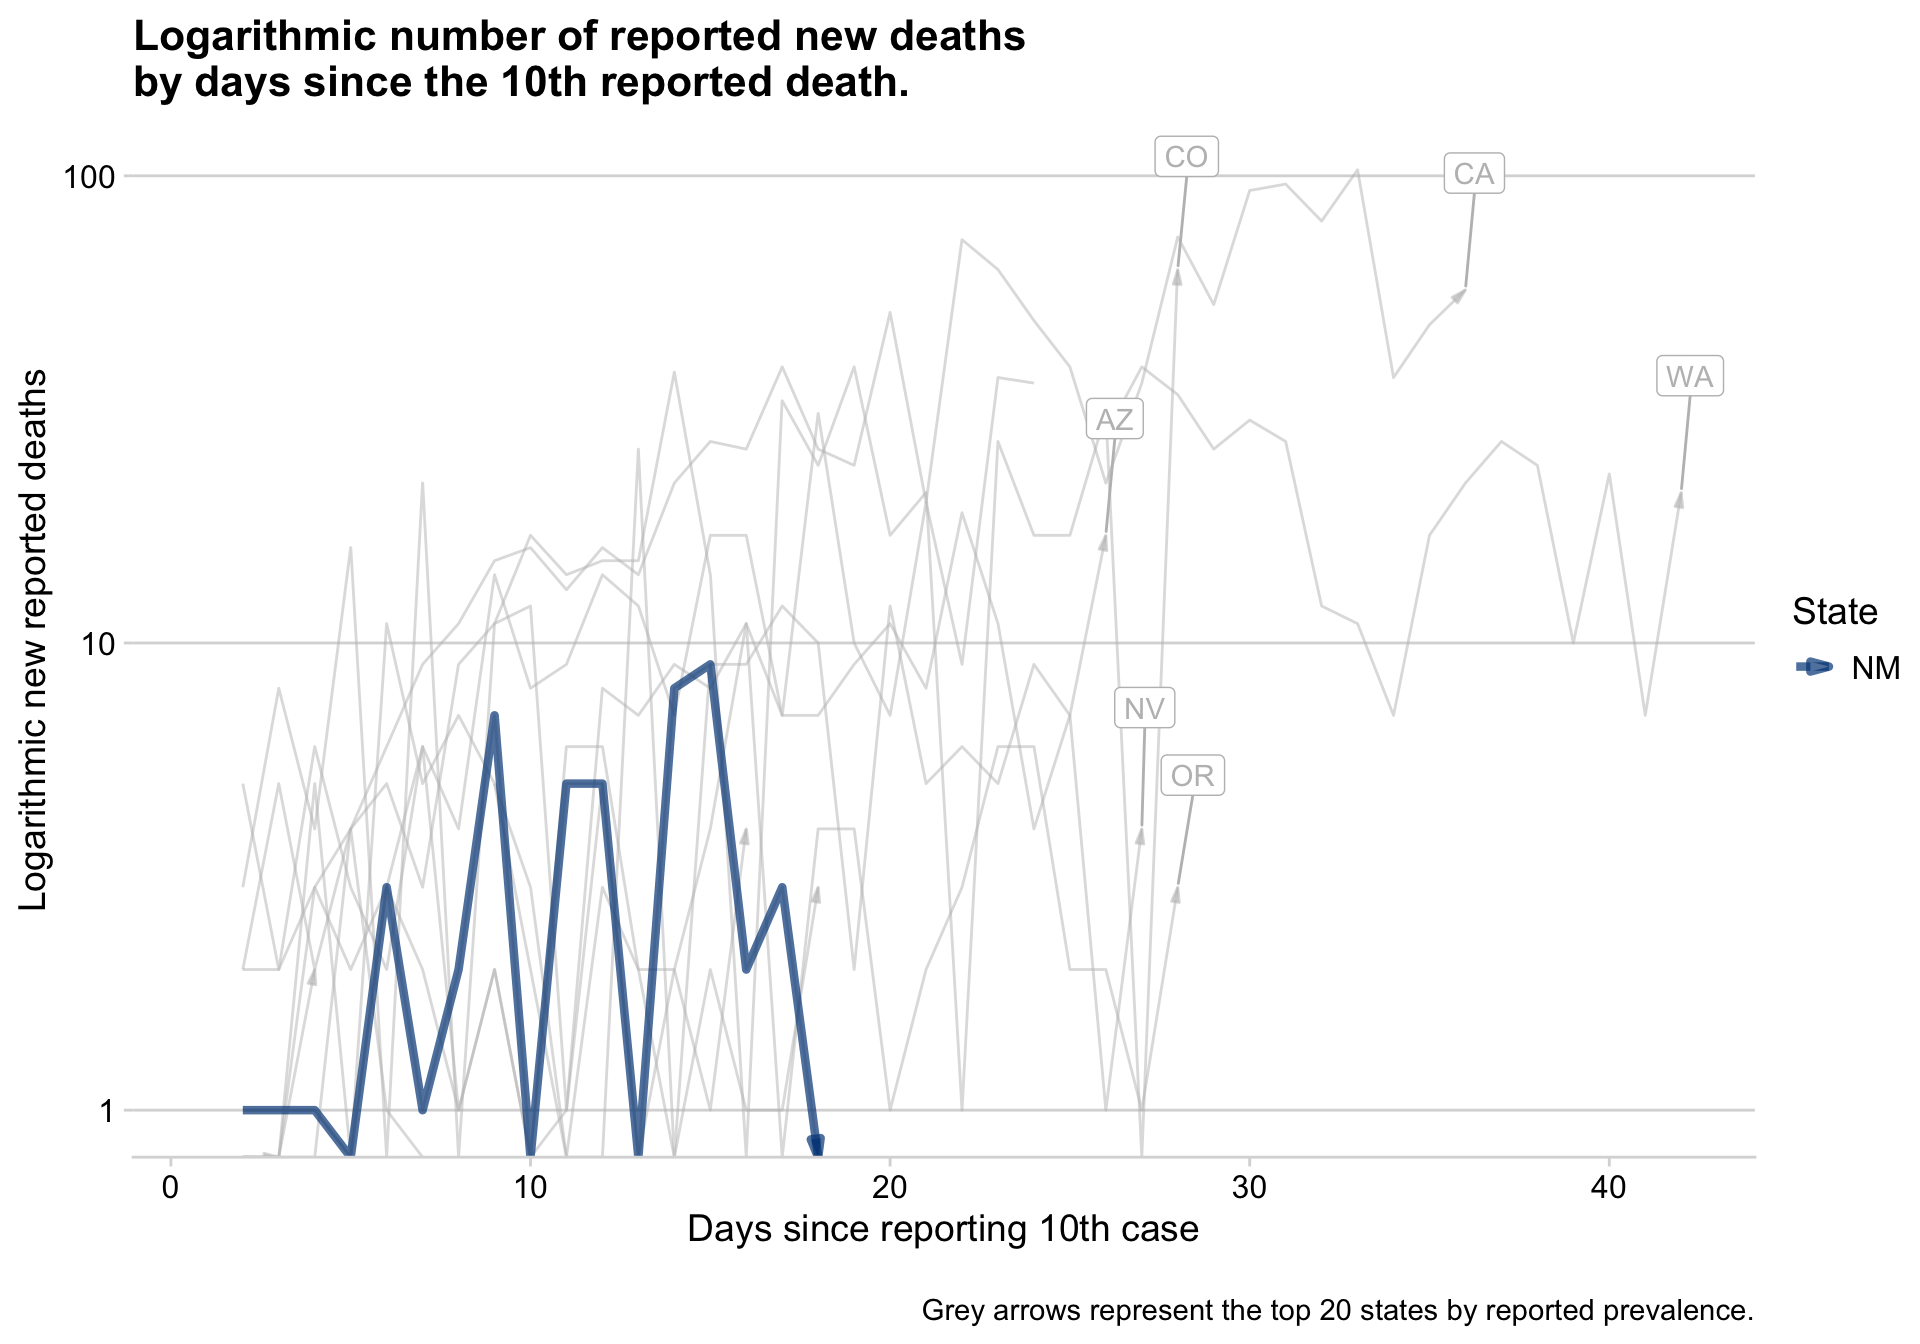 Logarithmic number of reported new deaths
by days since the 10th reported death.
Logarithmic new reported deaths
100
10
1
CO
CA
WA
AZ
NV
OR
State
NM
0
10
20
30
40
Days since reporting 10th case
Grey arrows represent the top 20 states by reported prevalence.